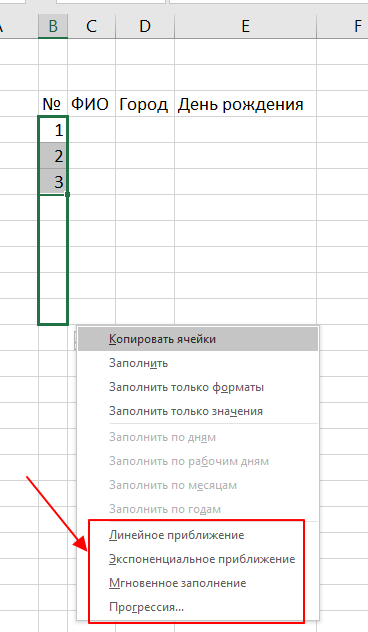 A B C D E F
№ ФИО Город День рождения
1
2
3
Копировать ячейки
Заполнить
Заполнить только форматы
Заполнить только значения
Заполнить по дням
Заполнить по рабочим дням
Заполнить по месяцам
Заполнить по годам
Линейное приближение
Экспоненциальное приближение
Мгновенное заполнение
Прогрессия...